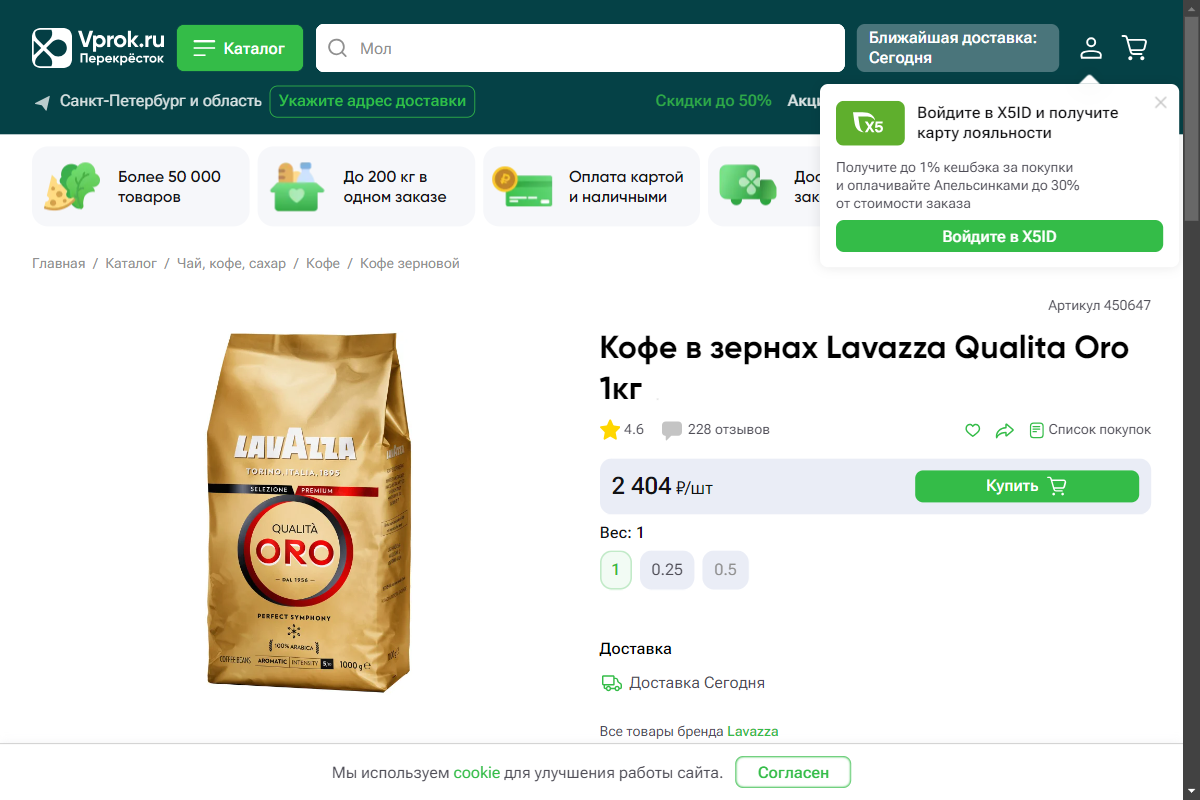 Vprok.ru
Перекрёсток
Каталог
Мол
Ближайшая доставка:
Сегодня
Санкт-Петербург и область
Укажите адрес доставки
Скидки до 50%
X5
Войдите в X5ID и получите
карту лояльности
Получите до 1% кешбэка за покупки
и оплачивайте Апельсинками до 30%
от стоимости заказа
Войдите в X5ID
Более 50 000
товаров
До 200 кг в
одном заказе
Оплата картой
и наличными
Главная / Каталог / Чай, кофе, сахар / Кофе / Кофе зерновой
Артикул 450647
LAVAZZA
TORINO, ITALIA, 1895
SELEZIONE PREMIUM
QUALITÀ
ORO
DAL 1956
PERFECT SYMPHONY
100% ARABICA
COFFEE BEANS AROMATIC INTENSITY 1000 g e
Кофе в зернах Lavazza Qualita Oro
1кг
4.6 228 отзывов
Список покупок
2 404 ₽/шт
Купить
Вес: 1
1 0.25 0.5
Доставка
Доставка Сегодня
Все товары бренда Lavazza
Мы используем cookie для улучшения работы сайта.
Согласен